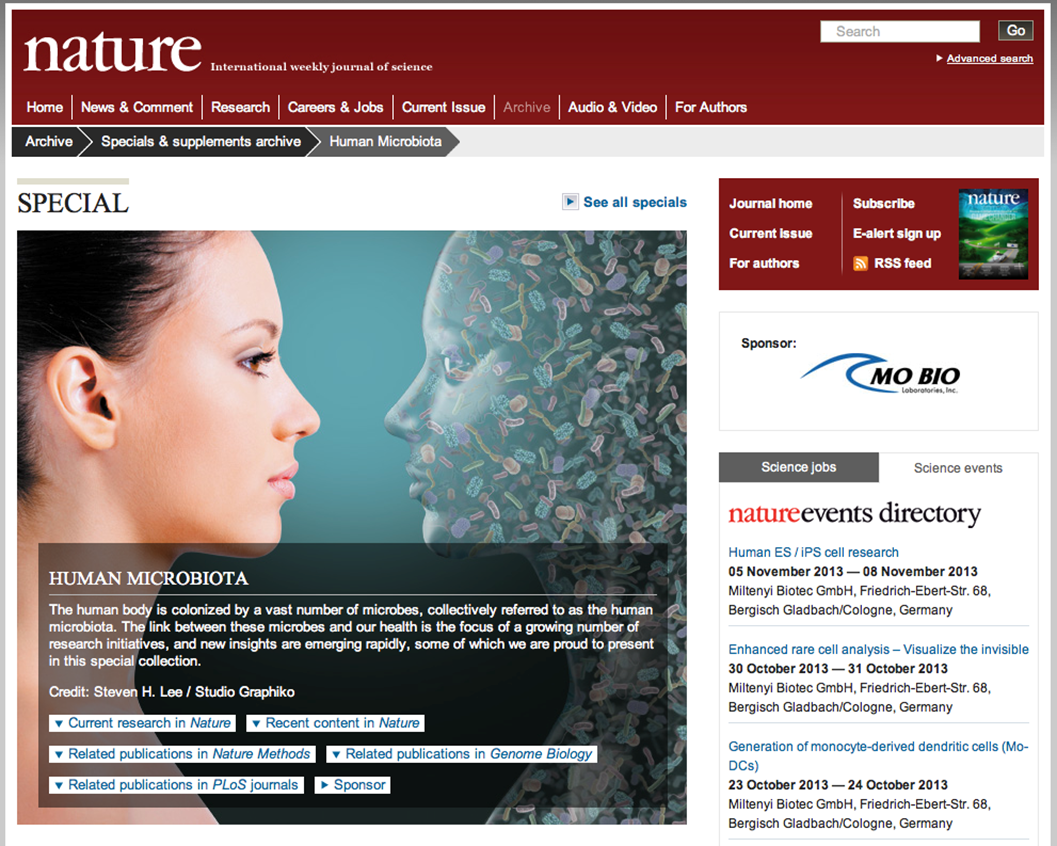 nature International weekly journal of science
Search
Go
Advanced search
Home
News & Comment
Research
Careers & Jobs
Current Issue
Archive
Audio & Video
For Authors
Archive
Specials & supplements archive
Human Microbiota
SPECIAL
See all specials
HUMAN MICROBIOTA
The human body is colonized by a vast number of microbes, collectively referred to as the human
microbiota. The link between these microbes and our health is the focus of a growing number of
research initiatives, and new insights are emerging rapidly, some of which we are proud to present
in this special collection.
Credit: Steven H. Lee / Studio Graphiko
Current research in Nature
Recent content in Nature
Related publications in Nature Methods
Related publications in Genome Biology
Related publications in PLoS journals
Sponsor
Journal home
Current issue
For authors
Subscribe
E-alert sign up
RSS feed
nature
Sponsor:
MO BIO
Laboratories, Inc.
Science jobs
Science events
natureevents directory
Human ES / iPS cell research
05 November 2013 — 08 November 2013
Miltenyi Biotec GmbH, Friedrich-Ebert-Str. 68,
Bergisch Gladbach/Cologne, Germany
Enhanced rare cell analysis – Visualize the invisible
30 October 2013 — 31 October 2013
Miltenyi Biotec GmbH, Friedrich-Ebert-Str. 68,
Bergisch Gladbach/Cologne, Germany
Generation of monocyte-derived dendritic cells (Mo-
DCs)
23 October 2013 — 24 October 2013
Miltenyi Biotec GmbH, Friedrich-Ebert-Str. 68,
Bergisch Gladbach/Cologne, Germany